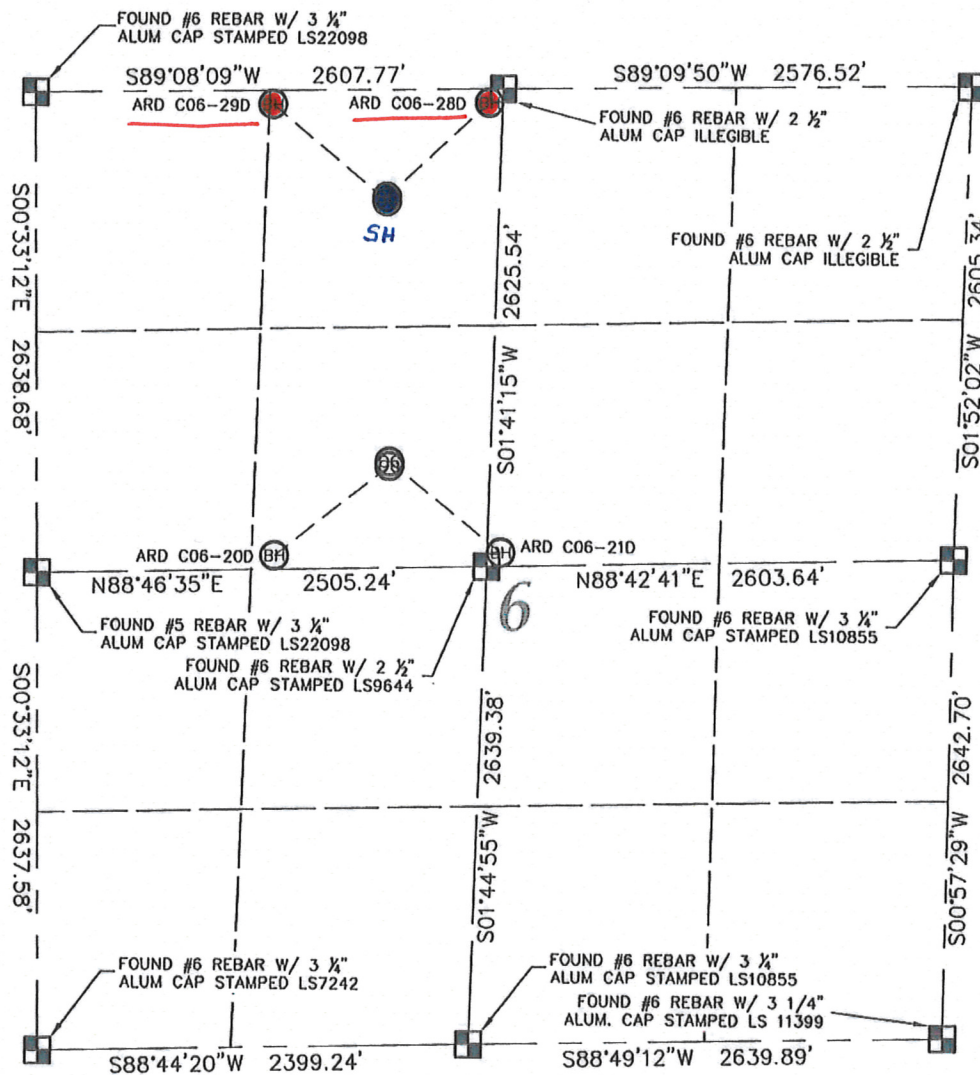 FOUND #6 REBAR W/ 3 ¼"
ALUM CAP STAMPED LS22098
S89°08'09"W 2607.77'
S89°09'50"W 2576.52'
ARD C06-29D
BH
ARD C06-28D
BH
FOUND #6 REBAR W/ 2 ½"
ALUM CAP ILLEGIBLE
SH
FOUND #6 REBAR W/ 2 ½"
ALUM CAP ILLEGIBLE
S00°33'12"E 2638.68'
S01°41'15"W 2625.54'
S01°52'02"W 2605.34'
ARD C06-20D
BH
BH
ARD C06-21D
N88°46'35"E 2505.24'
N88°42'41"E 2603.64'
6
FOUND #5 REBAR W/ 3 ¼"
ALUM CAP STAMPED LS22098
FOUND #6 REBAR W/ 3 ¼"
ALUM CAP STAMPED LS10855
FOUND #6 REBAR W/ 2 ½"
ALUM CAP STAMPED LS9644
S00°33'12"E 2637.58'
S01°44'55"W 2639.38'
S00°57'29"W 2642.70'
FOUND #6 REBAR W/ 3 ¼"
ALUM CAP STAMPED LS7242
FOUND #6 REBAR W/ 3 ¼"
ALUM CAP STAMPED LS10855
FOUND #6 REBAR W/ 3 1/4"
ALUM. CAP STAMPED LS 11399
S88°44'20"W 2399.24'
S88°49'12"W 2639.89'